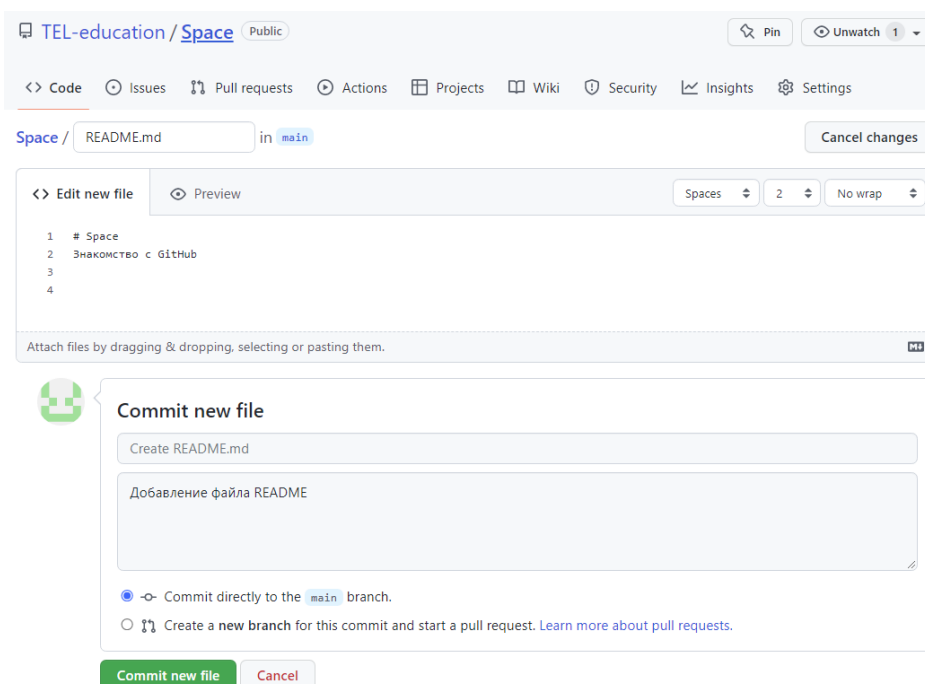 TEL-education / Space Public
Pin
Unwatch 1
Code Issues Pull requests Actions Projects Wiki Security Insights Settings
Space / README.md in main
Cancel changes
Edit new file Preview
Spaces 2 No wrap
1 # Space
2 Знакомство с GitHub
3
4
Attach files by dragging & dropping, selecting or pasting them.
Commit new file
Create README.md
Добавление файла README
Commit directly to the main branch.
Create a new branch for this commit and start a pull request. Learn more about pull requests.
Commit new file Cancel